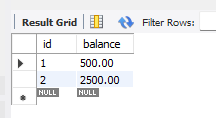 Result Grid Filter Rows:
id balance
1 500.00
2 2500.00
NULL NULL